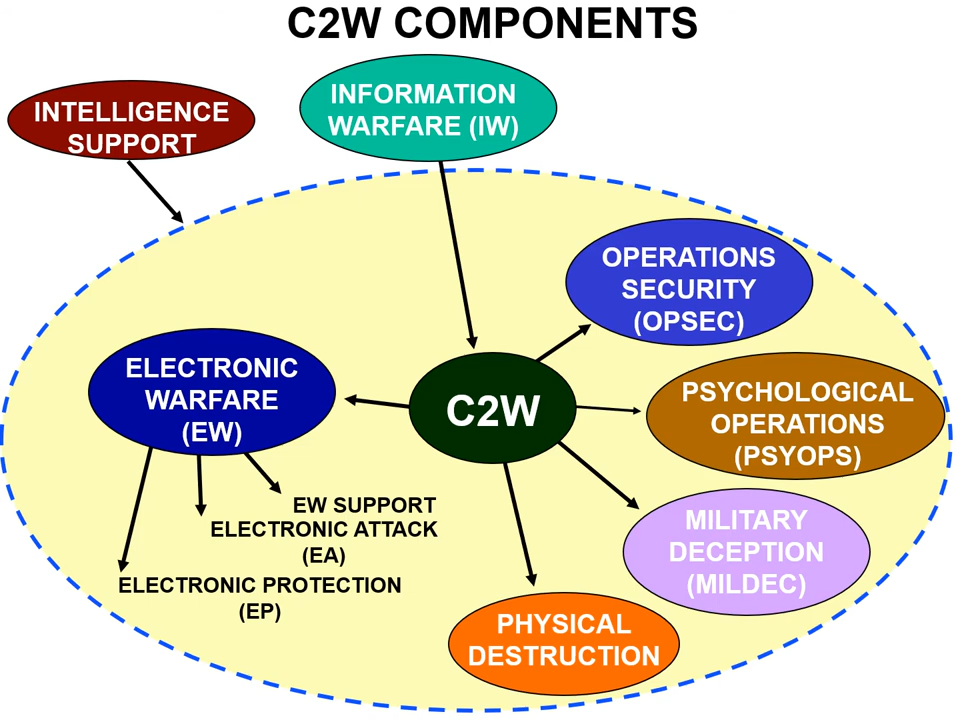 C2W COMPONENTS
INTELLIGENCE
SUPPORT
INFORMATION
WARFARE (IW)
OPERATIONS
SECURITY
(OPSEC)
ELECTRONIC
WARFARE
(EW)
C2W
PSYCHOLOGICAL
OPERATIONS
(PSYOPS)
EW SUPPORT
ELECTRONIC ATTACK
(EA)
ELECTRONIC PROTECTION
(EP)
MILITARY
DECEPTION
(MILDEC)
PHYSICAL
DESTRUCTION